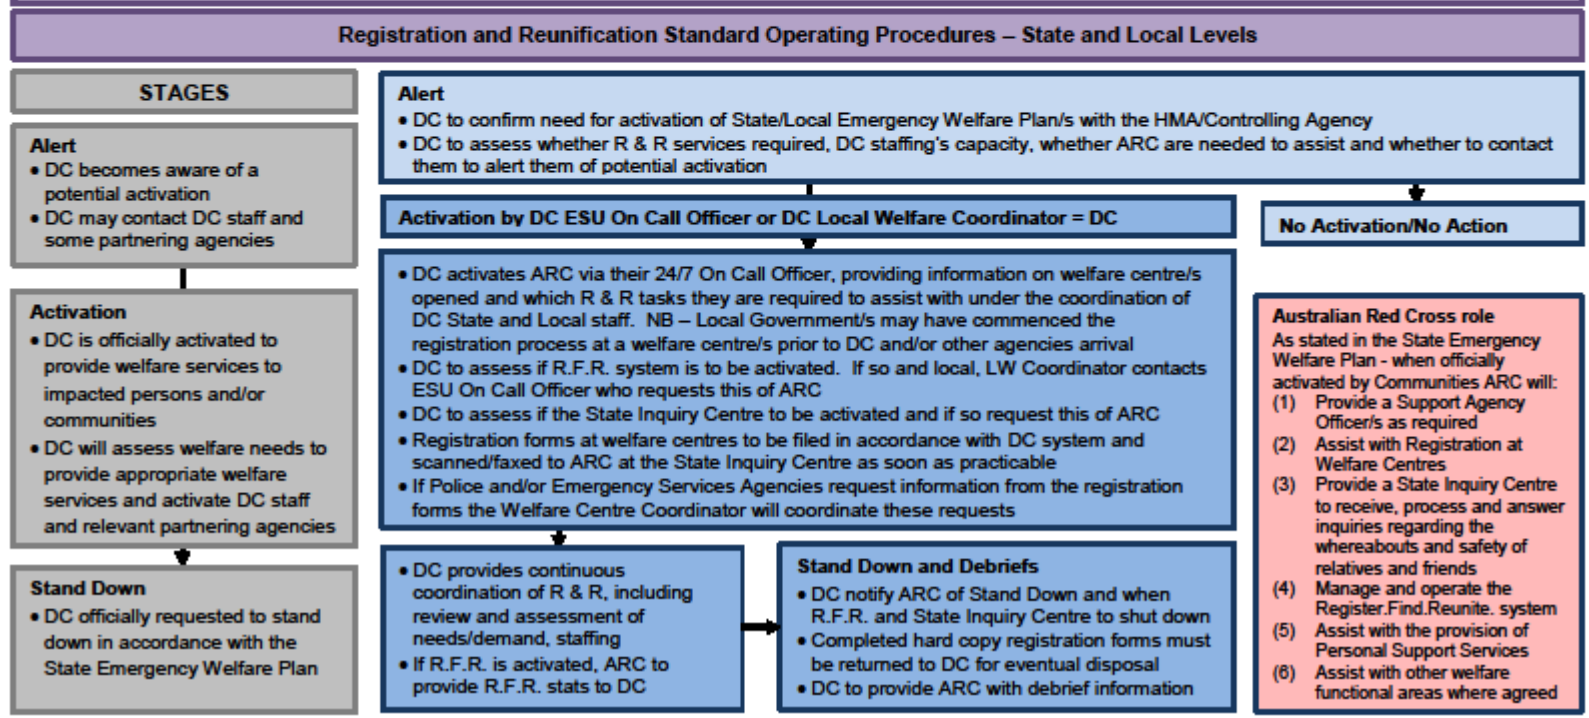 Registration and Reunification Standard Operating Procedures – State and Local Levels
STAGES
Alert
• DC becomes aware of a
potential activation
• DC may contact DC staff and
some partnering agencies
Activation
• DC is officially activated to
provide welfare services to
impacted persons and/or
communities
• DC will assess welfare needs to
provide appropriate welfare
services and activate DC staff
and relevant partnering agencies
Stand Down
• DC officially requested to stand
down in accordance with the
State Emergency Welfare Plan
Alert
• DC to confirm need for activation of State/Local Emergency Welfare Plan/s with the HMA/Controlling Agency
• DC to assess whether R & R services required, DC staffing's capacity, whether ARC are needed to assist and whether to contact
them to alert them of potential activation
Activation by DC ESU On Call Officer or DC Local Welfare Coordinator = DC
No Activation/No Action
• DC activates ARC via their 24/7 On Call Officer, providing information on welfare centre/s
opened and which R & R tasks they are required to assist with under the coordination of
DC State and Local staff. NB – Local Government/s may have commenced the
registration process at a welfare centre/s prior to DC and/or other agencies arrival
• DC to assess if R.F.R. system is to be activated. If so and local, LW Coordinator contacts
ESU On Call Officer who requests this of ARC
• DC to assess if the State Inquiry Centre to be activated and if so request this of ARC
• Registration forms at welfare centres to be filed in accordance with DC system and
scanned/faxed to ARC at the State Inquiry Centre as soon as practicable
• If Police and/or Emergency Services Agencies request information from the registration
forms the Welfare Centre Coordinator will coordinate these requests
• DC provides continuous
coordination of R & R, including
review and assessment of
needs/demand, staffing
• If R.F.R. is activated, ARC to
provide R.F.R. stats to DC
Stand Down and Debriefs
• DC notify ARC of Stand Down and when
R.F.R. and State Inquiry Centre to shut down
• Completed hard copy registration forms must
be returned to DC for eventual disposal
• DC to provide ARC with debrief information
Australian Red Cross role
As stated in the State Emergency
Welfare Plan - when officially
activated by Communities ARC will:
(1) Provide a Support Agency
Officer/s as required
(2) Assist with Registration at
Welfare Centres
(3) Provide a State Inquiry Centre
to receive, process and answer
inquiries regarding the
whereabouts and safety of
relatives and friends
(4) Manage and operate the
Register.Find.Reunite. system
(5) Assist with the provision of
Personal Support Services
(6) Assist with other welfare
functional areas where agreed